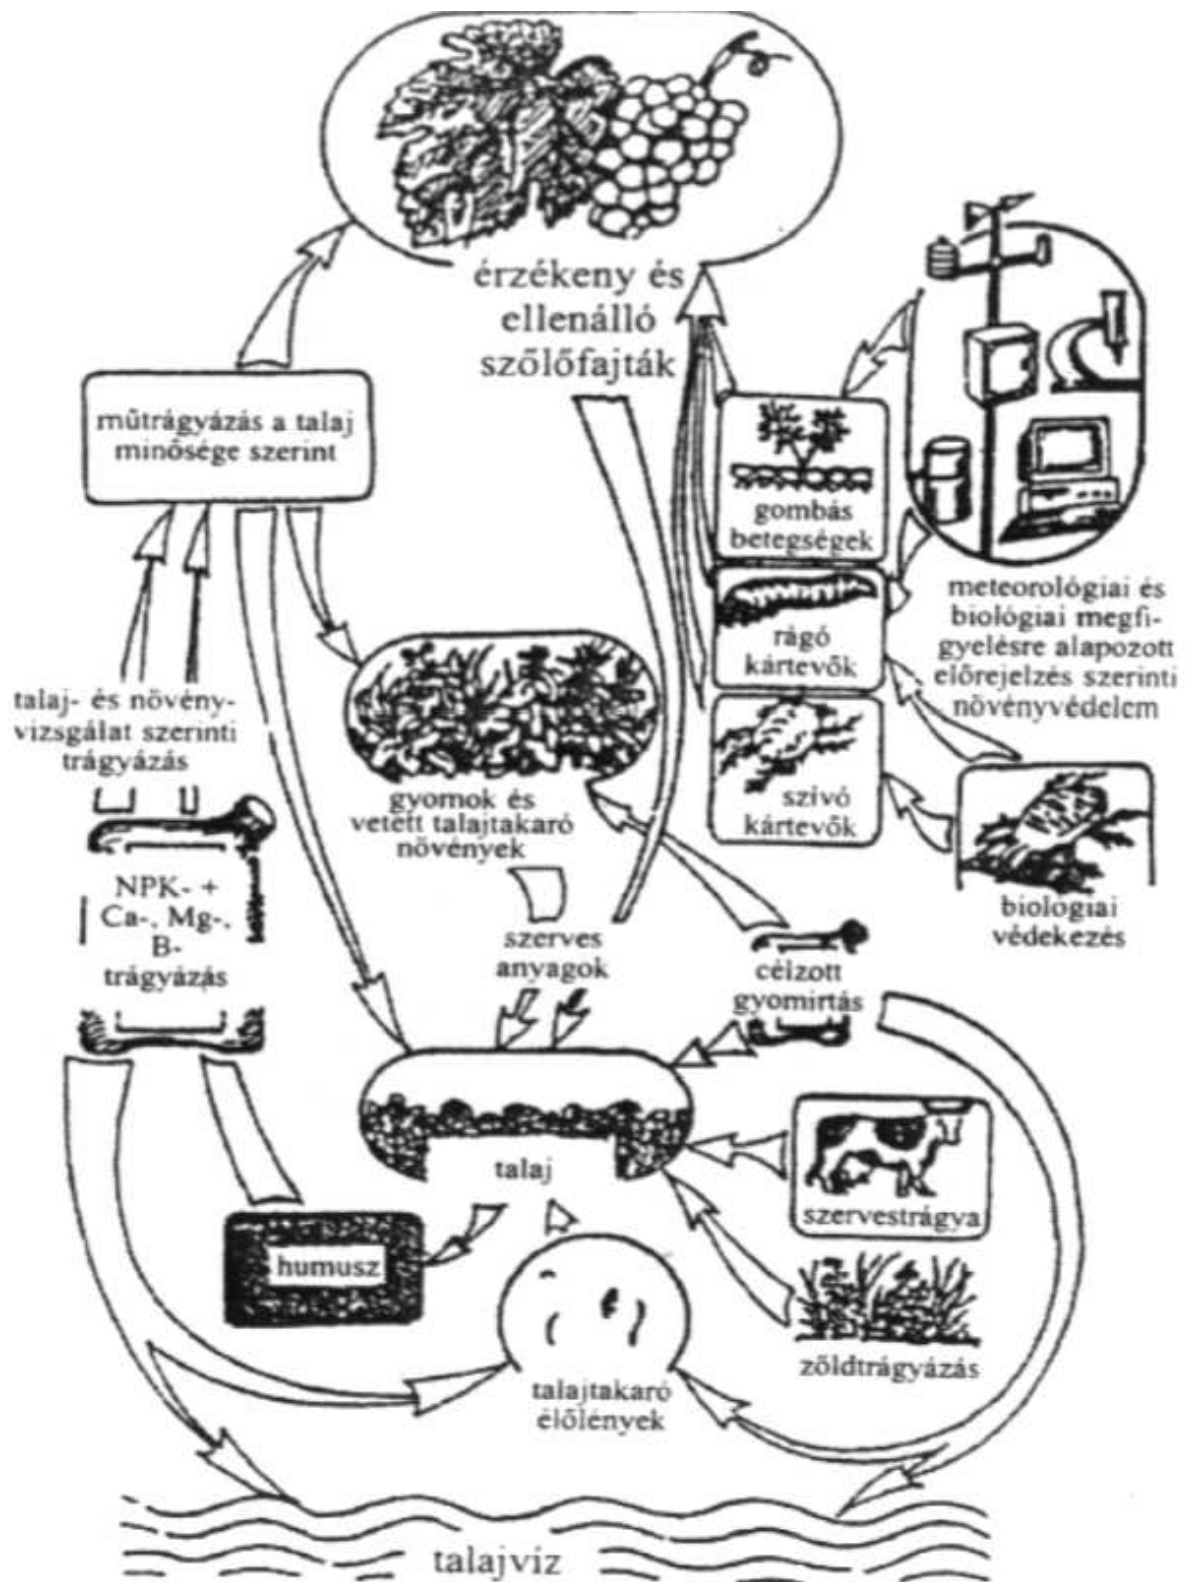 érzékeny és
ellenálló
szőlőfajták
műtrágyázás a talaj
minősége szerint
gombás
betegségek
rágó
kártevők
szívó
kártevők
meteorológiai és
biológiai megfi-
gyelésre alapozott
előrejelzés szerinti
növényvédelem
talaj- és növény-
vizsgálat szerinti
trágyázás
gyomok és
vetett talajtakaró
növények
NPK- +
Ca-, Mg-,
B-
trágyázás
szerves
anyagok
célzott
gyomirtás
biológiai
védekezés
talaj
szervestrágya
humusz
zöldtrágyázás
talajtakaró
élőlények
talajvíz